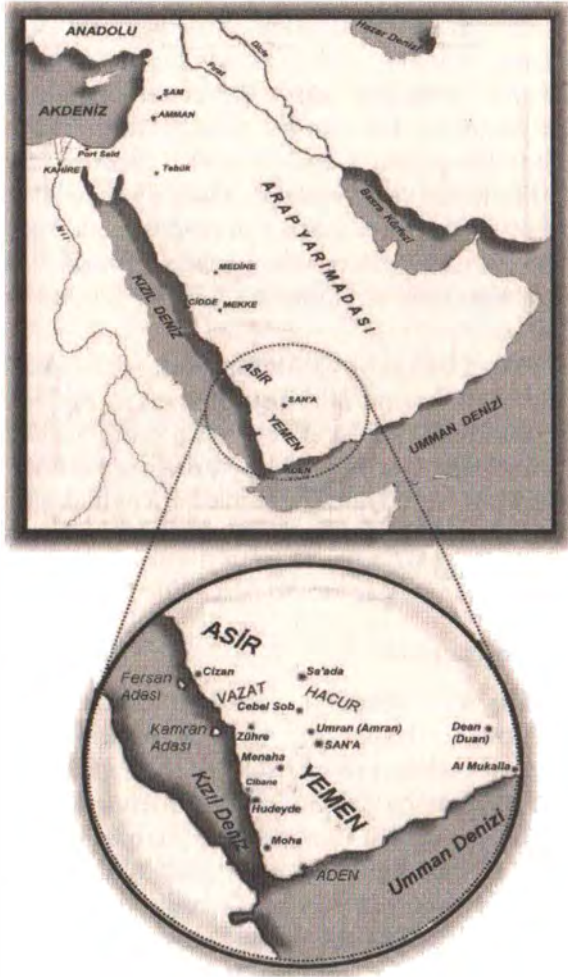 ANADOLU
Hazar Denizi
Dicle
Fırat
AKDENİZ
ŞAM
AMMAN
Port Said
KAHİRE
Tebük
Nil
ARAP YARIMADASI
Basra Körfezi
MEDİNE
KIZIL DENİZ
CİDDE
MEKKE
ASİR
SAN'A
YEMEN
UMMAN DENİZİ
ADEN
ASİR
Fersan
Adası
Cizan
Sa'ada
VAZAT
HACUR
Cebel Sob
Kamran
Adası
Zühre
Umran (Amran)
SAN'A
Dean
(Duan)
Menaha
YEMEN
Al Mukalla
Cibane
Hudeyde
Kızıl Deniz
Moha
ADEN
Umman Denizi